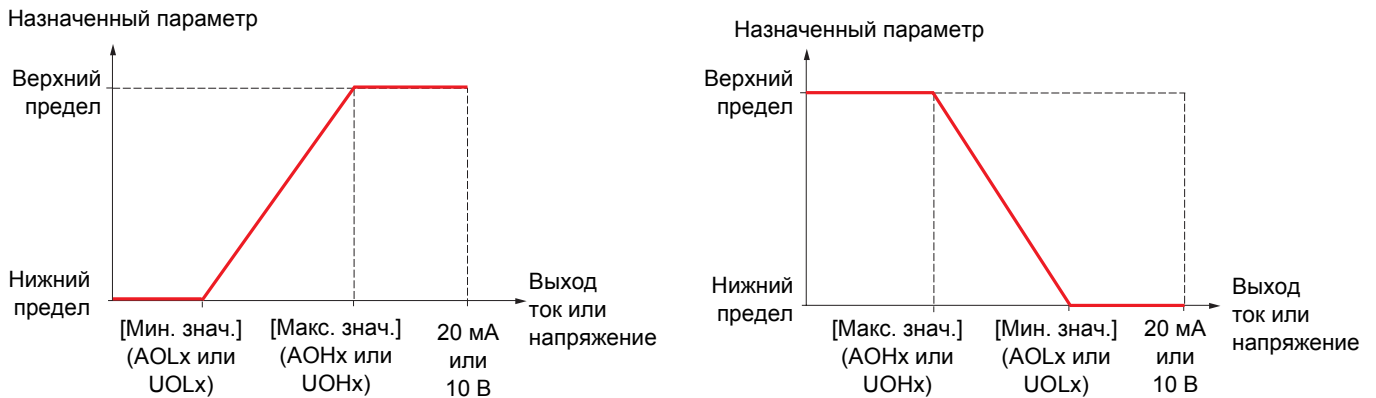 Назначенный параметр
Верхний
предел
Нижний
предел
[Мин. знач.]
(AOLx или
UOLx)
[Макс. знач.]
(AOHx или
UOHx)
20 мА
или
10 В
Выход
ток или
напряжение
Назначенный параметр
Верхний
предел
Нижний
предел
[Макс. знач.]
(AOHx или
UOHx)
[Мин. знач.]
(AOLx или
UOLx)
20 мА
или
10 В
Выход
ток или
напряжение